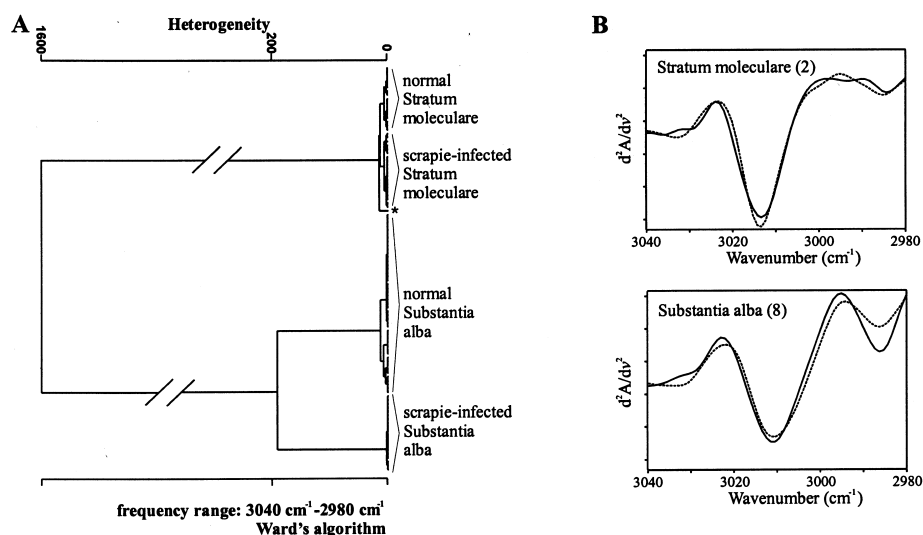 A
Heterogeneity
1600
200
0
normal
Stratum
moleculare
scrapie-infected
Stratum
moleculare
*
normal
Substantia
alba
scrapie-infected
Substantia
alba
frequency range: 3040 cm⁻¹-2980 cm⁻¹
Ward's algorithm
B
Stratum moleculare (2)
d²A/dν²
3040 3020 3000 2980
Wavenumber (cm⁻¹)
Substantia alba (8)
d²A/dν²
3040 3020 3000 2980
Wavenumber (cm⁻¹)